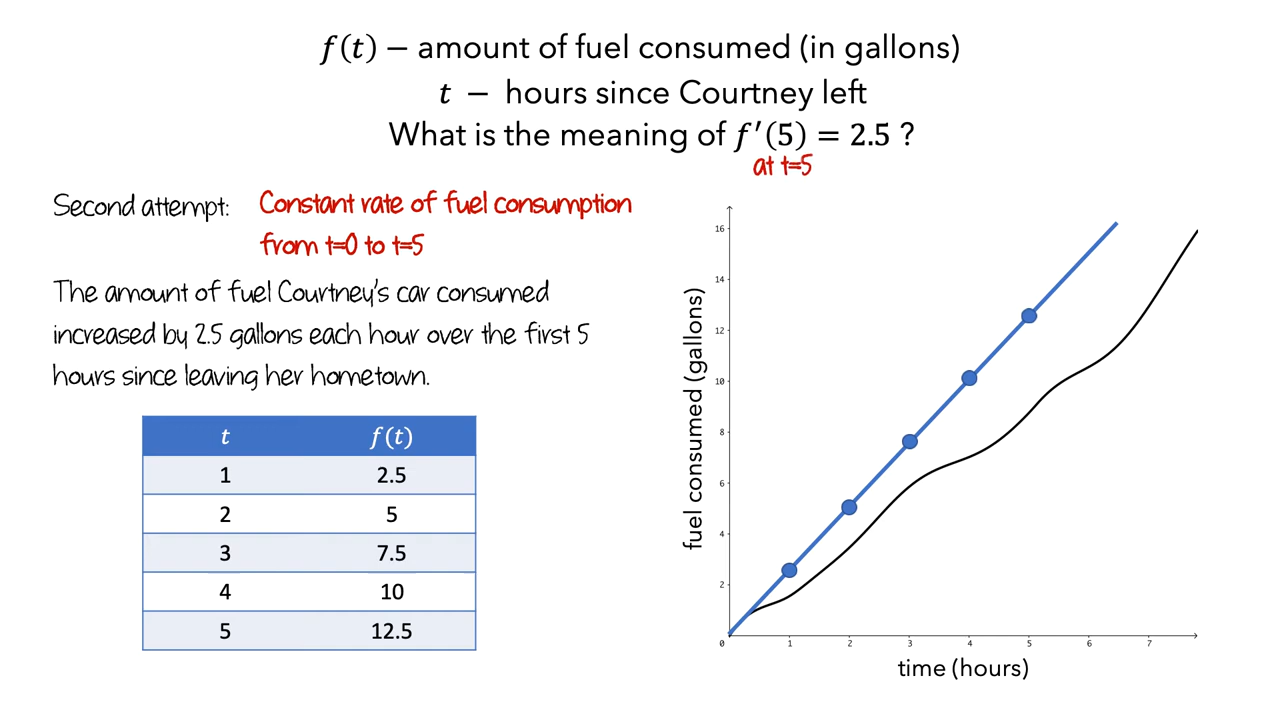 f(t) – amount of fuel consumed (in gallons)
t – hours since Courtney left
What is the meaning of f′(5) = 2.5 ?
at t=5
Second attempt: Constant rate of fuel consumption
from t=0 to t=5
The amount of fuel Courtney's car consumed
increased by 2.5 gallons each hour over the first 5
hours since leaving her hometown.
t f(t)
1 2.5
2 5
3 7.5
4 10
5 12.5
fuel consumed (gallons)
16
14
12
10
8
6
4
2
0 1 2 3 4 5 6 7
time (hours)